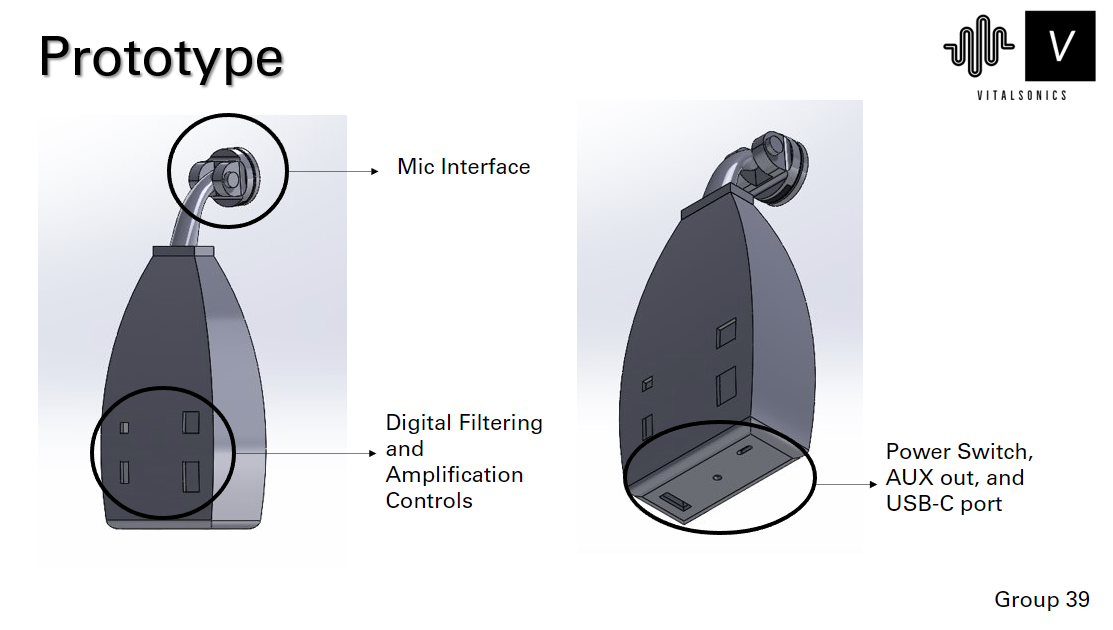 Prototype
V
VITALSONICS
Mic Interface
Digital Filtering
and
Amplification
Controls
Power Switch,
AUX out, and
USB-C port
Group 39